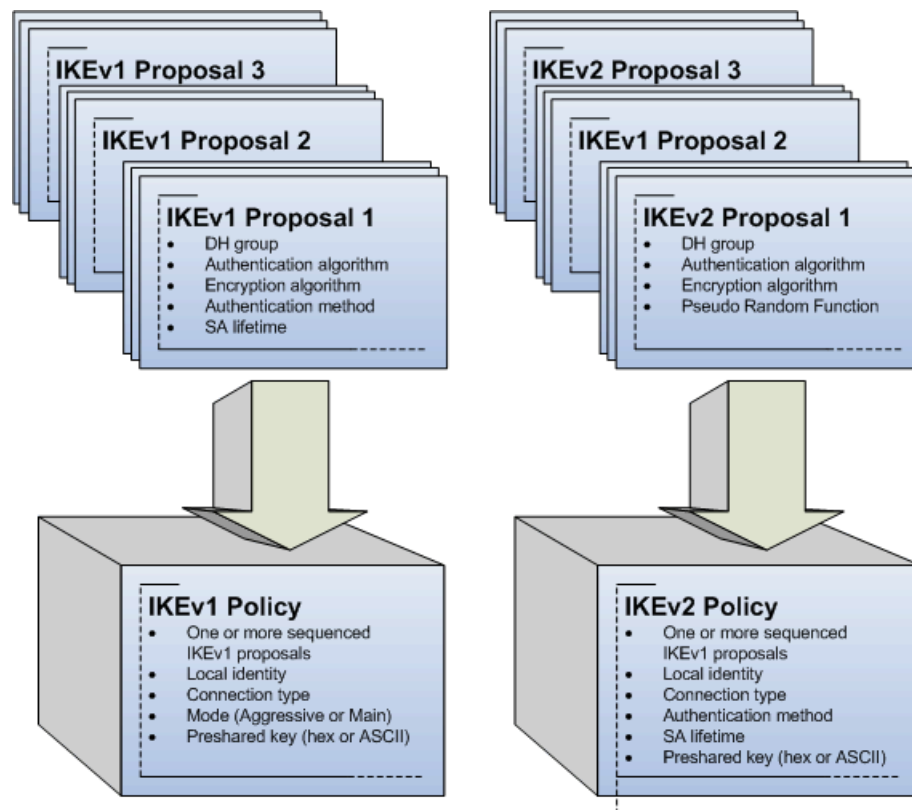 IKEv1 Proposal 3
IKEv1 Proposal 2
IKEv1 Proposal 1
• DH group
• Authentication algorithm
• Encryption algorithm
• Authentication method
• SA lifetime
IKEv1 Policy
• One or more sequenced
IKEv1 proposals
• Local identity
• Connection type
• Mode (Aggressive or Main)
• Preshared key (hex or ASCII)
IKEv2 Proposal 3
IKEv1 Proposal 2
IKEv2 Proposal 1
• DH group
• Authentication algorithm
• Encryption algorithm
• Pseudo Random Function
IKEv2 Policy
• One or more sequenced
IKEv1 proposals
• Local identity
• Connection type
• Authentication method
• SA lifetime
• Preshared key (hex or ASCII)